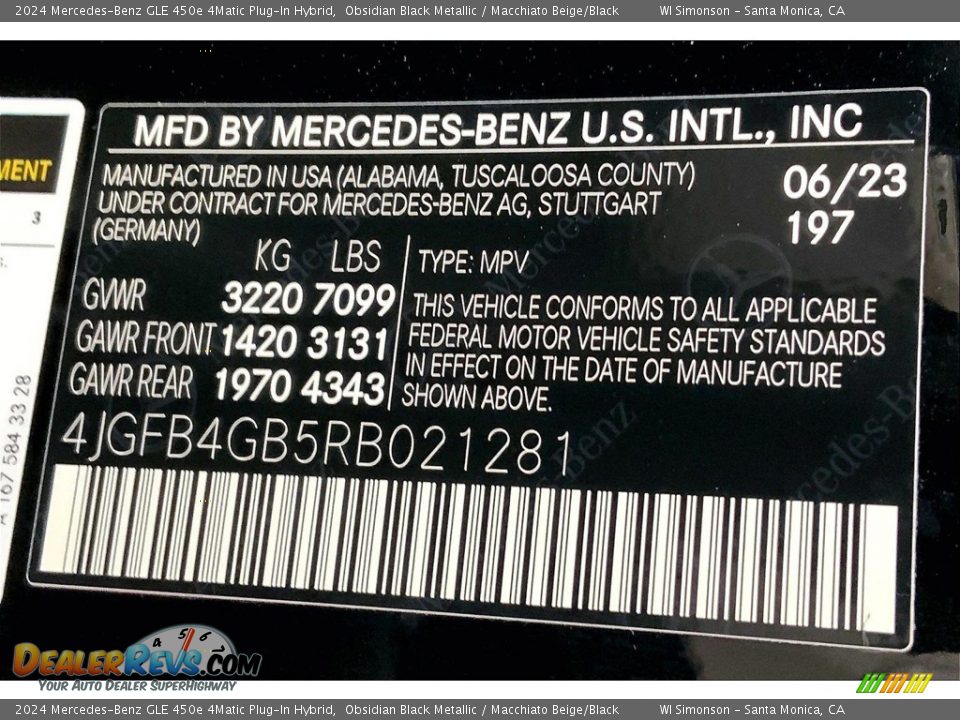 2024 Mercedes-Benz GLE 450e 4Matic Plug-In Hybrid, Obsidian Black Metallic / Macchiato Beige/Black WI Simonson - Santa Monica, CA
MENT
3
A 167 584 33 28
MFD BY MERCEDES-BENZ U.S. INTL., INC
MANUFACTURED IN USA (ALABAMA, TUSCALOOSA COUNTY)
UNDER CONTRACT FOR MERCEDES-BENZ AG, STUTTGART
(GERMANY)
06/23
197
KG LBS
GVWR 3220 7099
GAWR FRONT 1420 3131
GAWR REAR 1970 4343
TYPE: MPV
THIS VEHICLE CONFORMS TO ALL APPLICABLE
FEDERAL MOTOR VEHICLE SAFETY STANDARDS
IN EFFECT ON THE DATE OF MANUFACTURE
SHOWN ABOVE.
4JGFB4GB5RB021281
4 5 6
DEALERREVS.COM
YOUR AUTO DEALER SUPERHIGHWAY
2024 Mercedes-Benz GLE 450e 4Matic Plug-In Hybrid, Obsidian Black Metallic / Macchiato Beige/Black WI Simonson - Santa Monica, CA